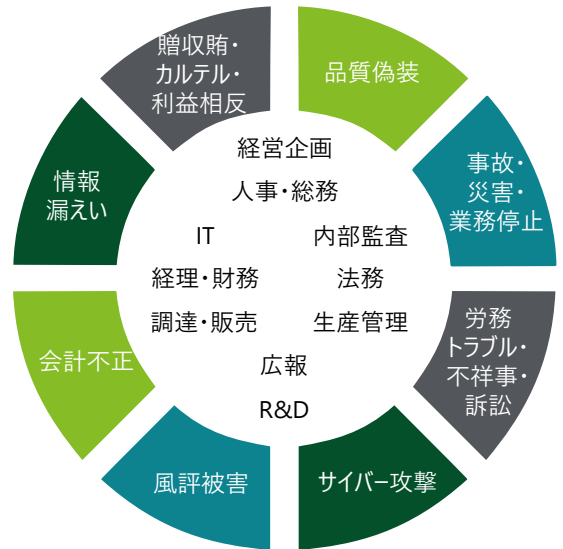 贈収賄・
カルテル・
利益相反
品質偽装
事故・
災害・
業務停止
労務
トラブル・
不祥事・
訴訟
サイバー攻撃
風評被害
会計不正
情報
漏えい
経営企画
人事・総務
IT
内部監査
経理・財務
法務
調達・販売
生産管理
広報
R&D